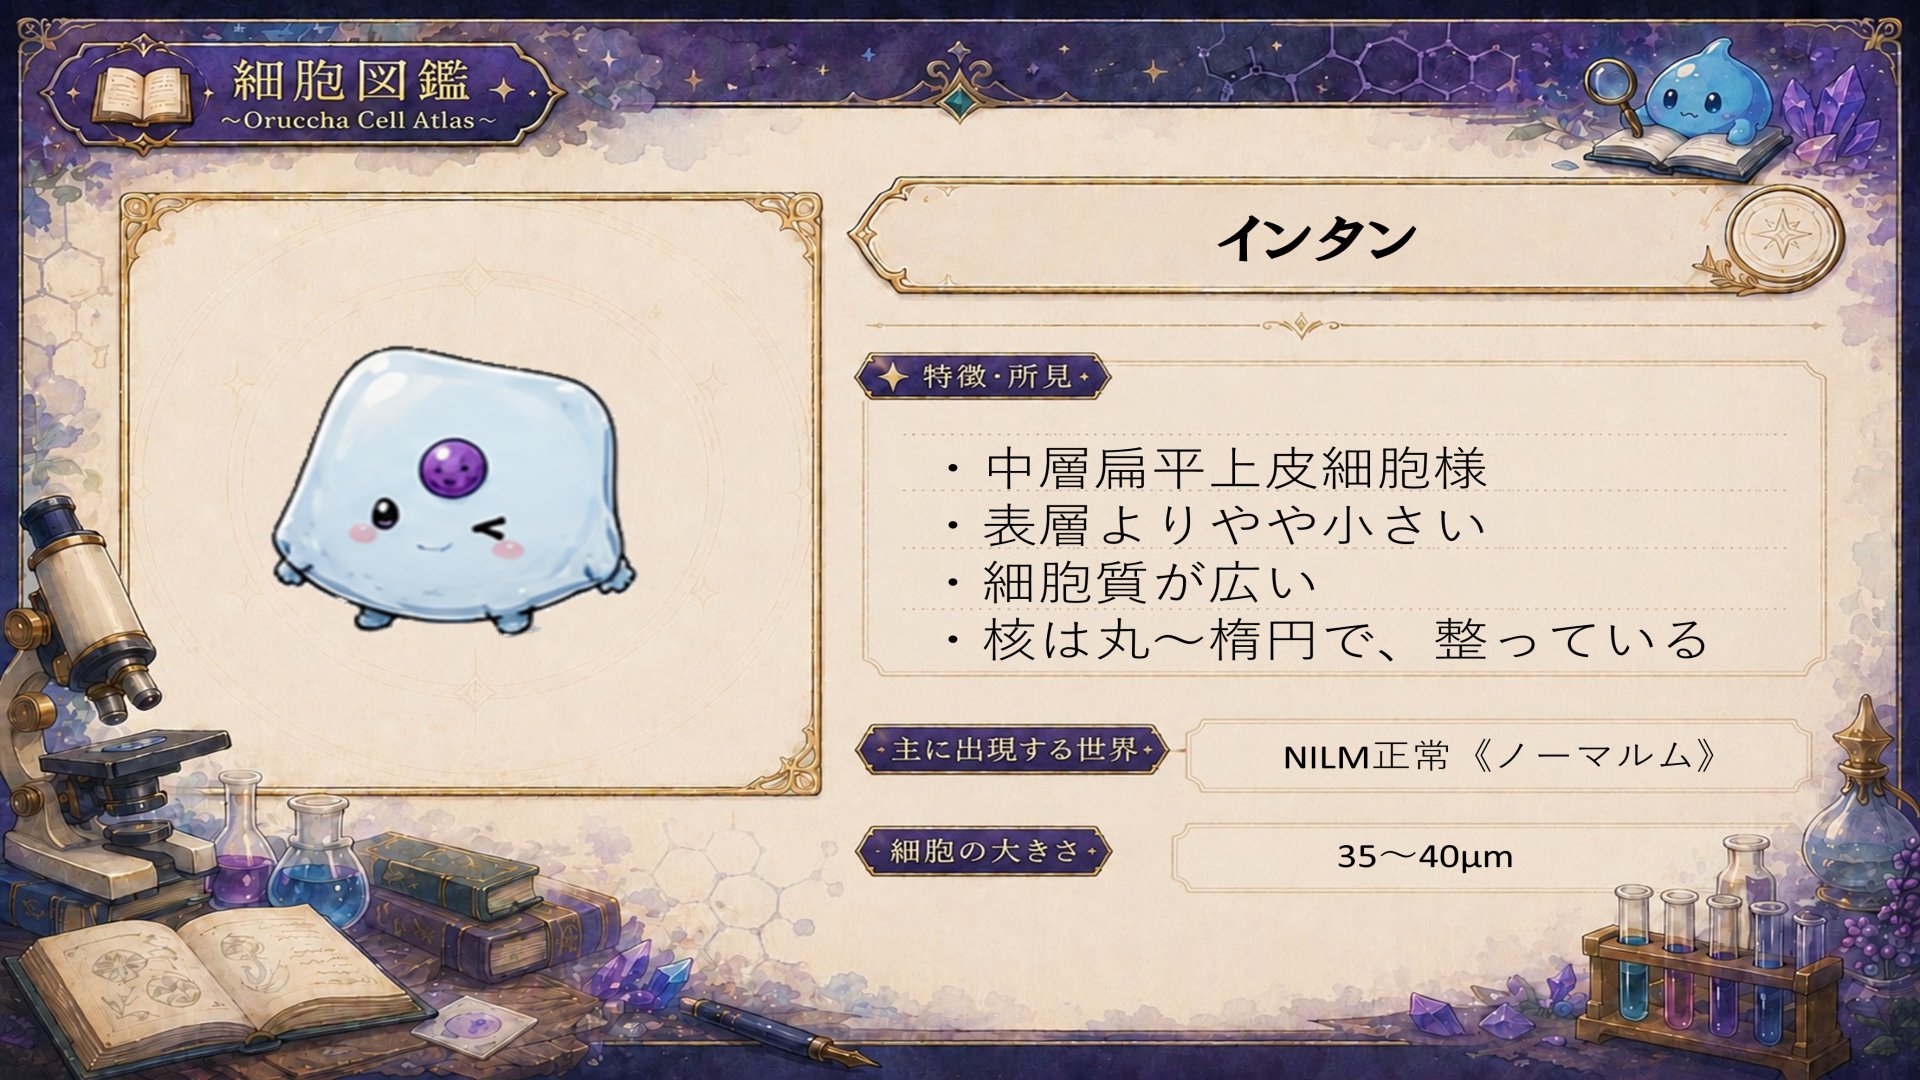 細胞図鑑
～Oruccha Cell Atlas～
インタン
特徴・所見
・中層扁平上皮細胞様
・表層よりやや小さい
・細胞質が広い
・核は丸～楕円で、整っている
主に出現する世界
NILM正常《ノーマルム》
細胞の大きさ
35～40μm